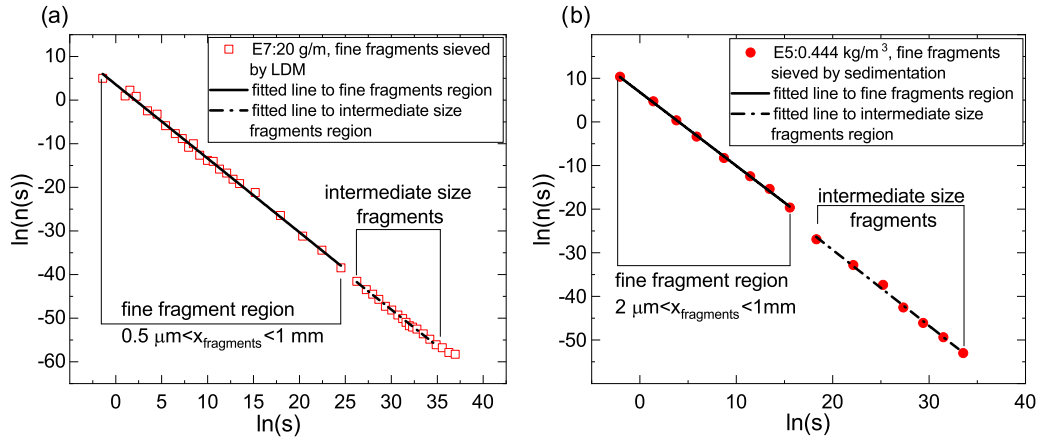 (a)
E7:20 g/m, fine fragments sieved
by LDM
fitted line to fine fragments region
fitted line to intermediate size
fragments region
intermediate size
fragments
fine fragment region
0.5 μm<x_fragments<1 mm
ln(n(s))
10
0
-10
-20
-30
-40
-50
-60
0 5 10 15 20 25 30 35 40
ln(s)
(b)
E5:0.444 kg/m³, fine fragments
sieved by sedimentation
fitted line to fine fragments region
fitted line to intermediate size
fragments region
intermediate size
fragments
fine fragment region
2 μm<x_fragments<1mm
ln(n(s))
20
10
0
-10
-20
-30
-40
-50
0 10 20 30 40
ln(s)